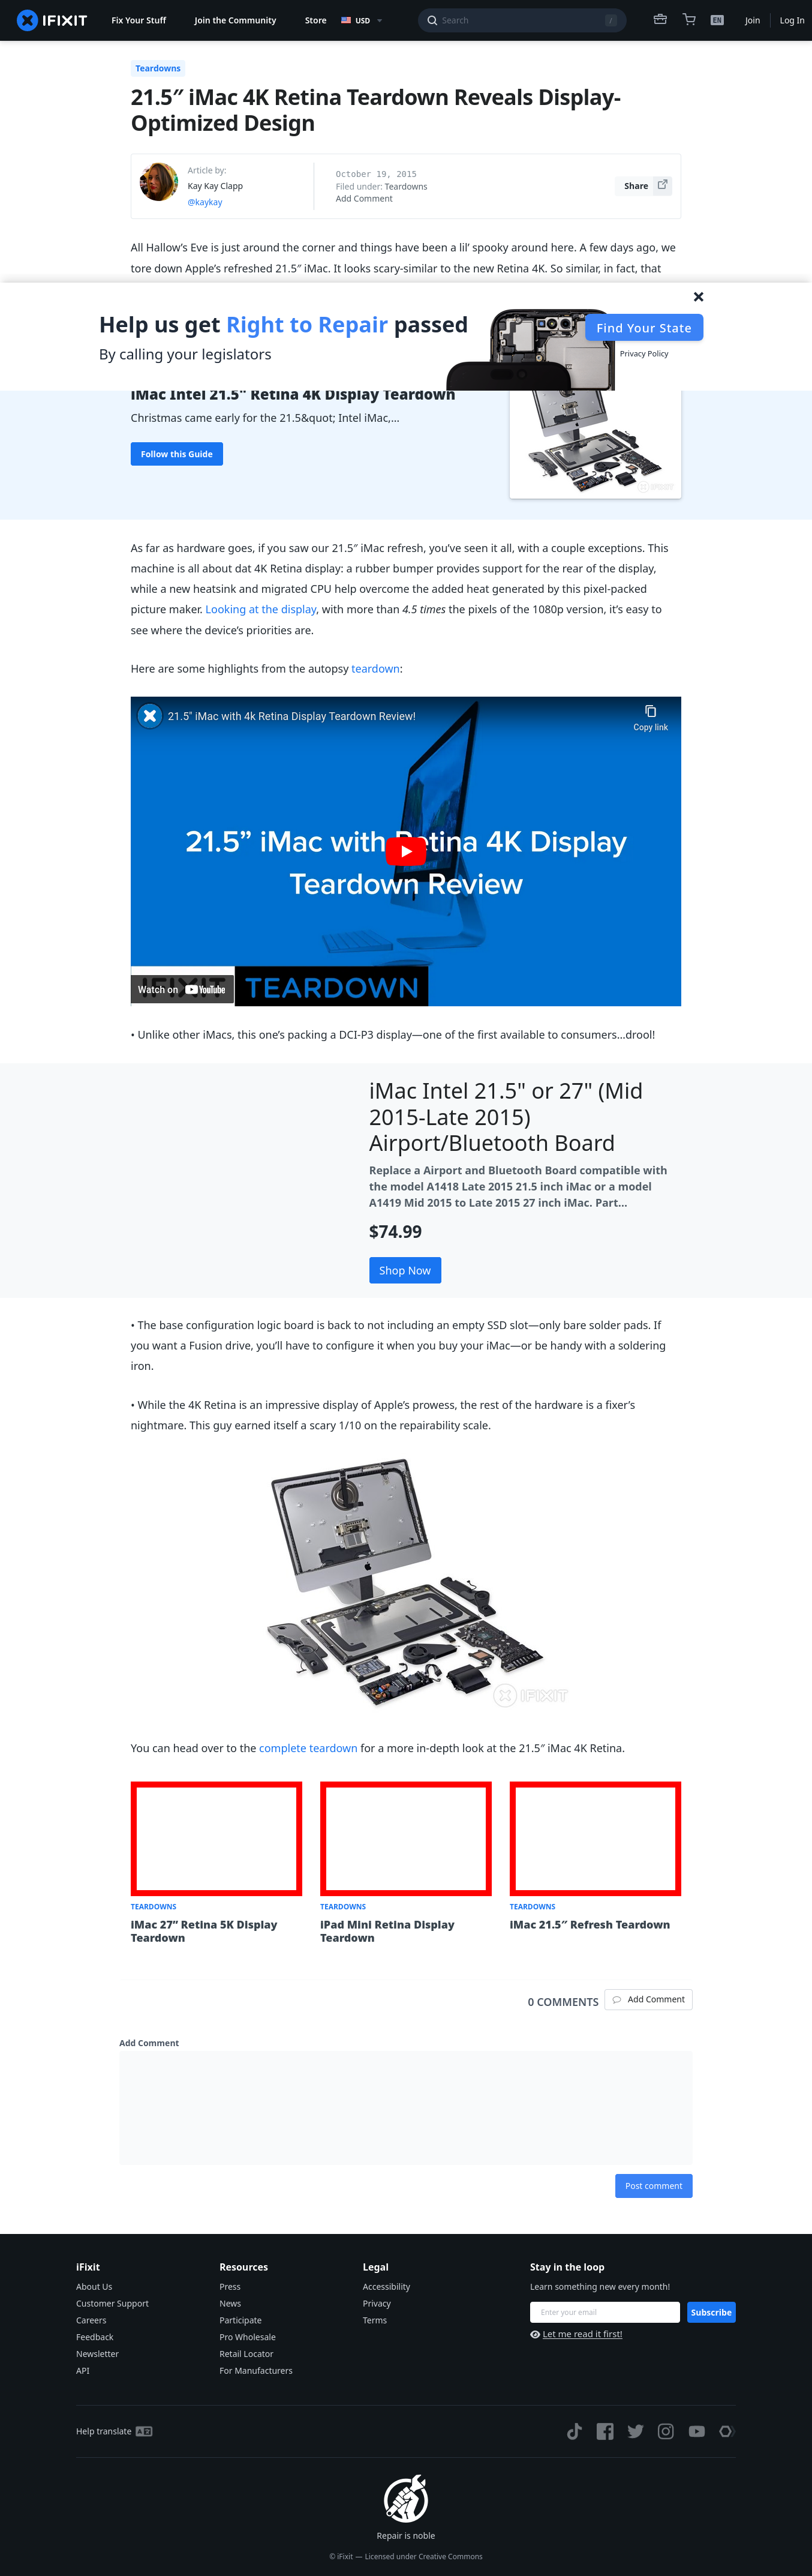 IFIXIT
Fix Your Stuff
Join the Community
Store
USD
Search
/
EN
Join
Log In
Teardowns
21.5″ iMac 4K Retina Teardown Reveals Display-
Optimized Design
Article by:
Kay Kay Clapp
@kaykay
October 19, 2015
Filed under: Teardowns
Add Comment
Share
All Hallow’s Eve is just around the corner and things have been a lil’ spooky around here. A few days ago, we
tore down Apple’s refreshed 21.5″ iMac. It looks scary-similar to the new Retina 4K. So similar, in fact, that
Help us get Right to Repair passed
By calling your legislators
Find Your State
Privacy Policy
iMac Intel 21.5" Retina 4K Display Teardown
Christmas came early for the 21.5&quot; Intel iMac,...
Follow this Guide
IFIXIT
As far as hardware goes, if you saw our 21.5″ iMac refresh, you’ve seen it all, with a couple exceptions. This
machine is all about dat 4K Retina display: a rubber bumper provides support for the rear of the display,
while a new heatsink and migrated CPU help overcome the added heat generated by this pixel-packed
picture maker. Looking at the display, with more than 4.5 times the pixels of the 1080p version, it’s easy to
see where the device’s priorities are.
Here are some highlights from the autopsy teardown:
21.5" iMac with 4k Retina Display Teardown Review!
Copy link
21.5” iMac with Retina 4K Display
Teardown Review
IFIXIT TEARDOWN
Watch on YouTube
• Unlike other iMacs, this one’s packing a DCI-P3 display—one of the first available to consumers…drool!
iMac Intel 21.5" or 27" (Mid
2015-Late 2015)
Airport/Bluetooth Board
Replace a Airport and Bluetooth Board compatible with
the model A1418 Late 2015 21.5 inch iMac or a model
A1419 Mid 2015 to Late 2015 27 inch iMac. Part...
$74.99
Shop Now
• The base configuration logic board is back to not including an empty SSD slot—only bare solder pads. If
you want a Fusion drive, you’ll have to configure it when you buy your iMac—or be handy with a soldering
iron.
• While the 4K Retina is an impressive display of Apple’s prowess, the rest of the hardware is a fixer’s
nightmare. This guy earned itself a scary 1/10 on the repairability scale.
IFIXIT
You can head over to the complete teardown for a more in-depth look at the 21.5″ iMac 4K Retina.
TEARDOWNS
iMac 27” Retina 5K Display
Teardown
TEARDOWNS
iPad Mini Retina Display
Teardown
TEARDOWNS
iMac 21.5″ Refresh Teardown
0 COMMENTS
Add Comment
Add Comment
Post comment
iFixit
About Us
Customer Support
Careers
Feedback
Newsletter
API
Resources
Press
News
Participate
Pro Wholesale
Retail Locator
For Manufacturers
Legal
Accessibility
Privacy
Terms
Stay in the loop
Learn something new every month!
Enter your email
Subscribe
Let me read it first!
Help translate
Repair is noble
© iFixit — Licensed under Creative Commons